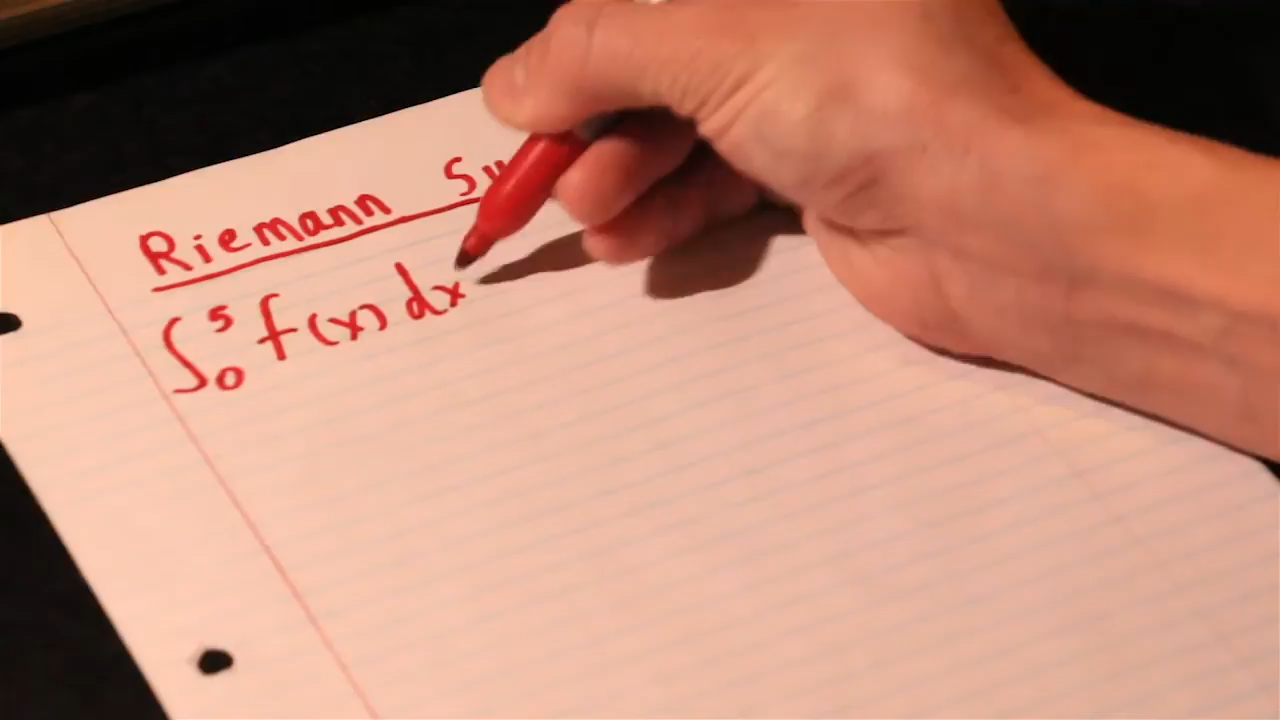 Riemann Su
∫₀⁵ f(x) dx